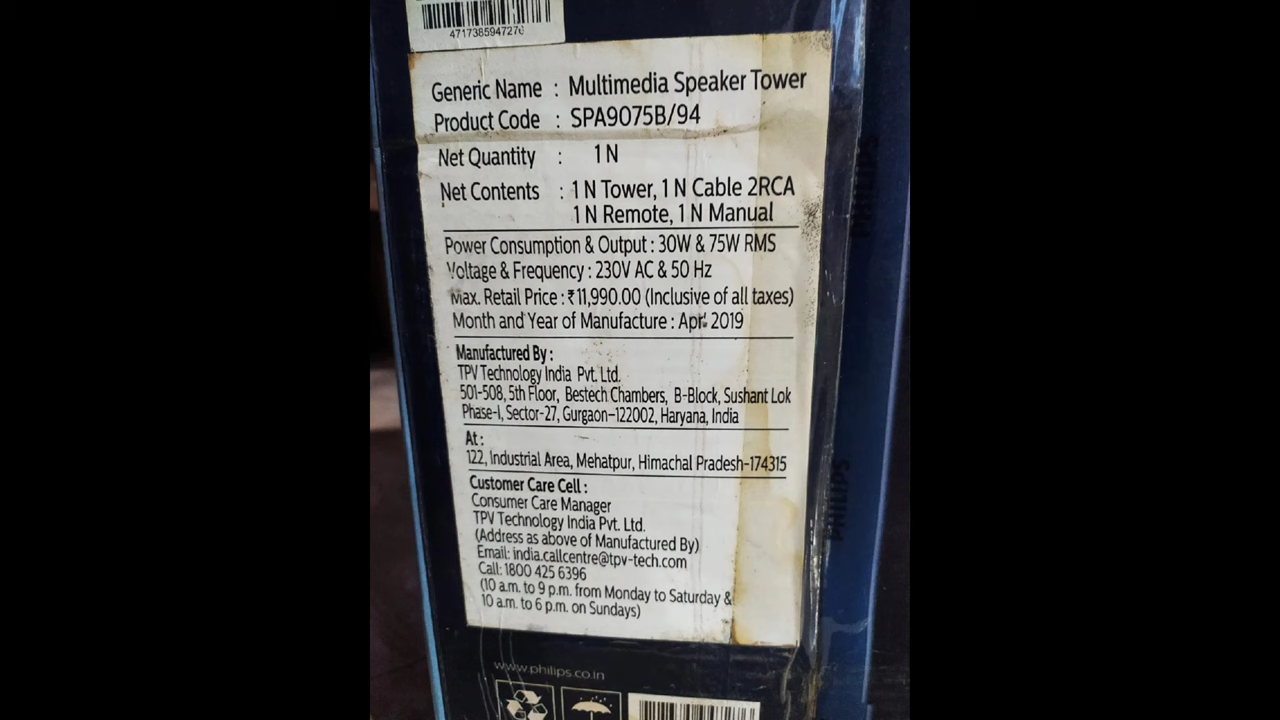 471738594727
Generic Name : Multimedia Speaker Tower
Product Code : SPA9075B/94
Net Quantity : 1 N
Net Contents : 1 N Tower, 1 N Cable 2RCA
1 N Remote, 1 N Manual
Power Consumption & Output : 30W & 75W RMS
Voltage & Frequency : 230V AC & 50 Hz
Max. Retail Price : ₹11,990.00 (Inclusive of all taxes)
Month and Year of Manufacture : Apr. 2019
Manufactured By :
TPV Technology India Pvt. Ltd.
501-508, 5th Floor, Bestech Chambers, B-Block, Sushant Lok
Phase-I, Sector-27, Gurgaon-122002, Haryana, India
At :
122, Industrial Area, Mehatpur, Himachal Pradesh-174315
Customer Care Cell :
Consumer Care Manager
TPV Technology India Pvt. Ltd.
(Address as above of Manufactured By)
Email: india.callcentre@tpv-tech.com
Call: 1800 425 6396
(10 a.m. to 9 p.m. from Monday to Saturday &
10 a.m. to 6 p.m. on Sundays)
www.philips.co.in
PHILIPS
PHILIPS